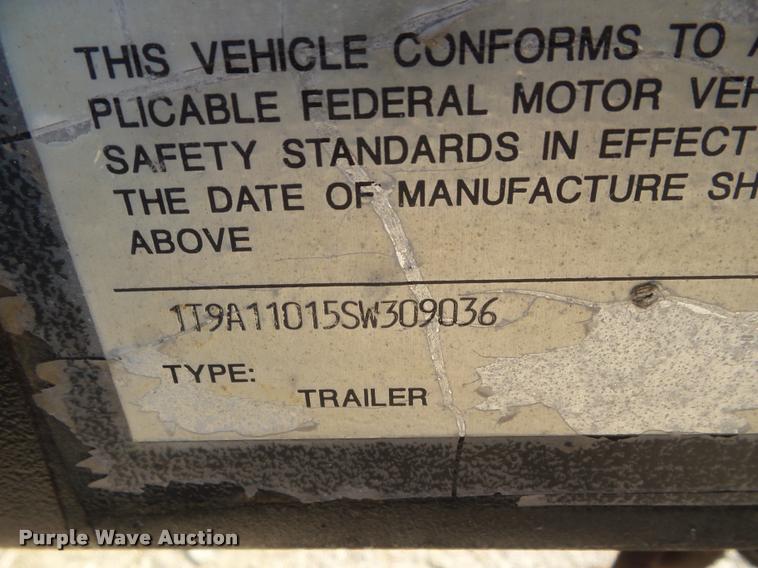 THIS VEHICLE CONFORMS TO
PLICABLE FEDERAL MOTOR VEH
SAFETY STANDARDS IN EFFECT
THE DATE OF MANUFACTURE SH
ABOVE
1T9A11015SW309036
TYPE:
TRAILER
Purple Wave Auction